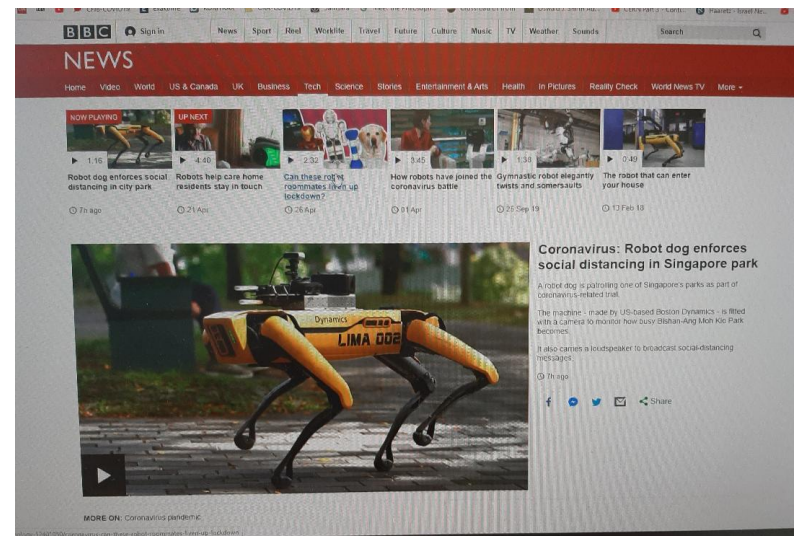 BBC Sign in News Sport Reel Worklife Travel Future Culture Music TV Weather Sounds Search
NEWS
Home Video World US & Canada UK Business Tech Science Stories Entertainment & Arts Health In Pictures Reality Check World News TV More
NOW PLAYING
1:16
Robot dog enforces social
distancing in city park
7h ago
UP NEXT
4:40
Robots help care home
residents stay in touch
21 Apr
2:32
Can these robot
roommates liven up
lockdown?
26 Apr
3:45
How robots have joined the
coronavirus battle
01 Apr
Gymnastic robot elegantly
twists and somersaults
25 Sep 19
0:49
The robot that can enter
your house
13 Feb 18
Dynamics
LIMA 002
Coronavirus: Robot dog enforces
social distancing in Singapore park
A robot dog is patrolling one of Singapore's parks as part of
coronavirus-related trial.
The machine - made by US-based Boston Dynamics - is fitted
with a camera to monitor how busy Bishan-Ang Moh Kio Park
becomes.
It also carries a loudspeaker to broadcast social-distancing
messages.
7h ago
Share
MORE ON: Coronavirus pandemic